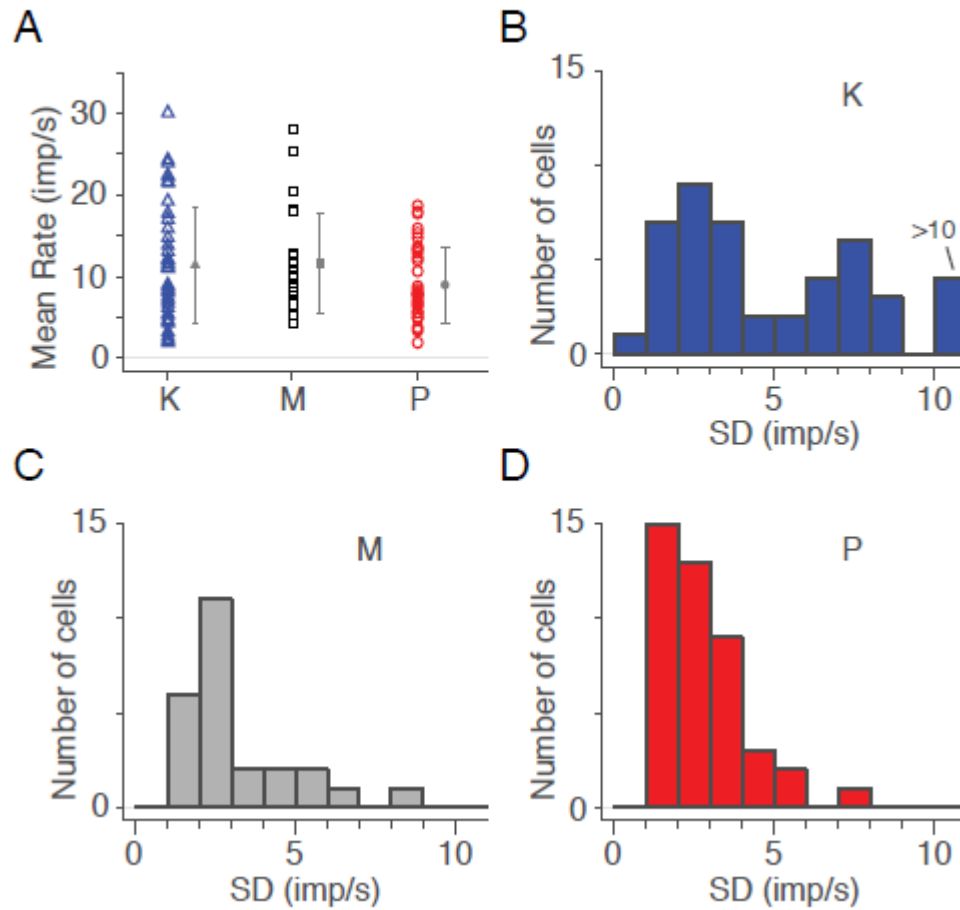 A
Mean Rate (imp/s)
30
20
10
0
K M P
B
Number of cells
15
0
K
>10
0 5 10
SD (imp/s)
C
Number of cells
15
0
M
0 5 10
SD (imp/s)
D
Number of cells
15
0
P
0 5 10
SD (imp/s)